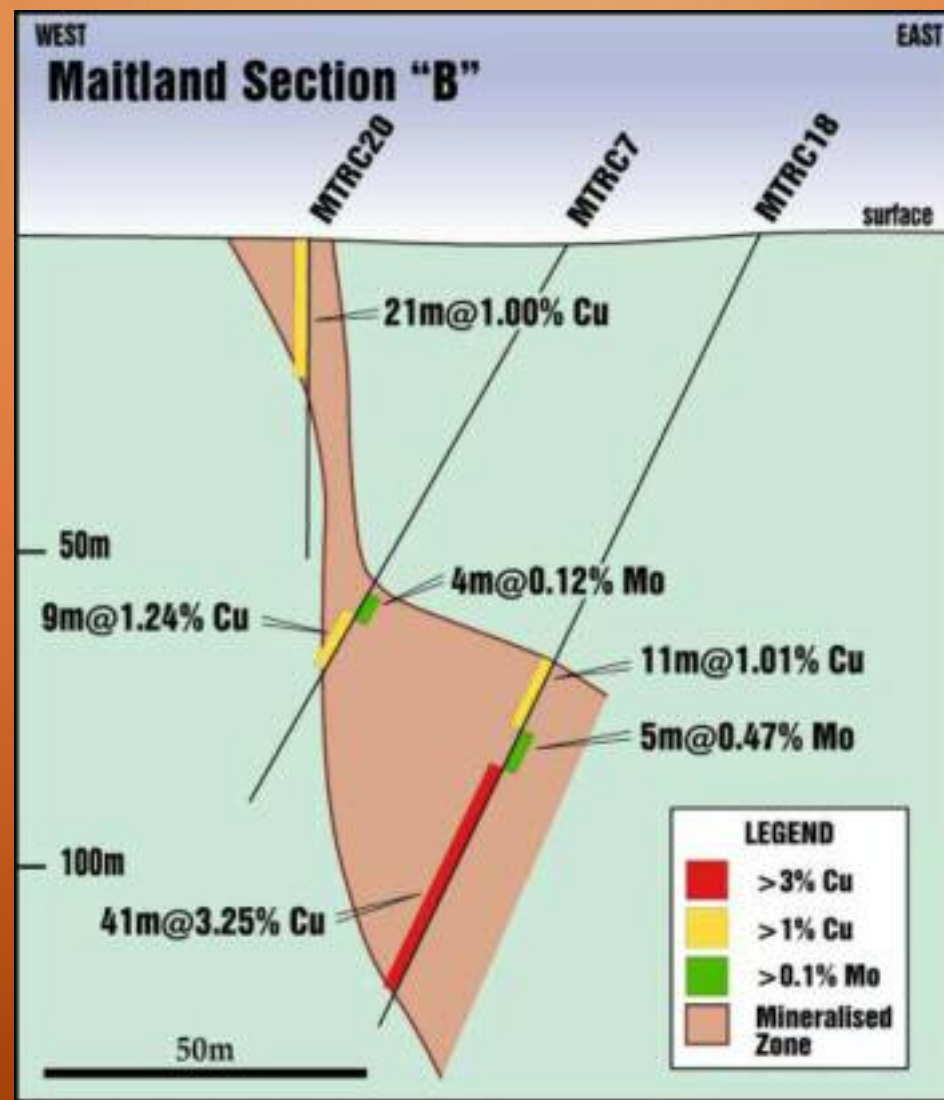 WEST
EAST
Maitland Section “B”
MTRC20
MTRC7
MTRC18
surface
21m@1.00% Cu
50m
4m@0.12% Mo
9m@1.24% Cu
11m@1.01% Cu
5m@0.47% Mo
100m
41m@3.25% Cu
50m
LEGEND
>3% Cu
>1% Cu
>0.1% Mo
Mineralised
Zone